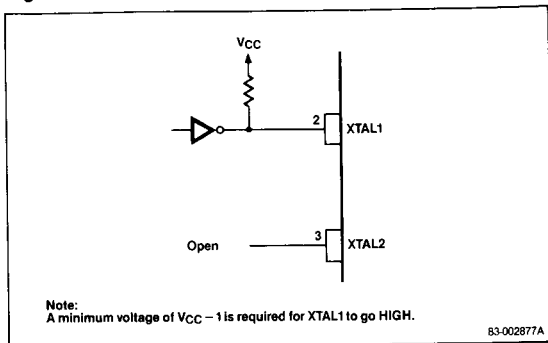 VCC
2
XTAL1
Open
3
XTAL2
Note:
A minimum voltage of VCC – 1 is required for XTAL1 to go HIGH.
83-002877A